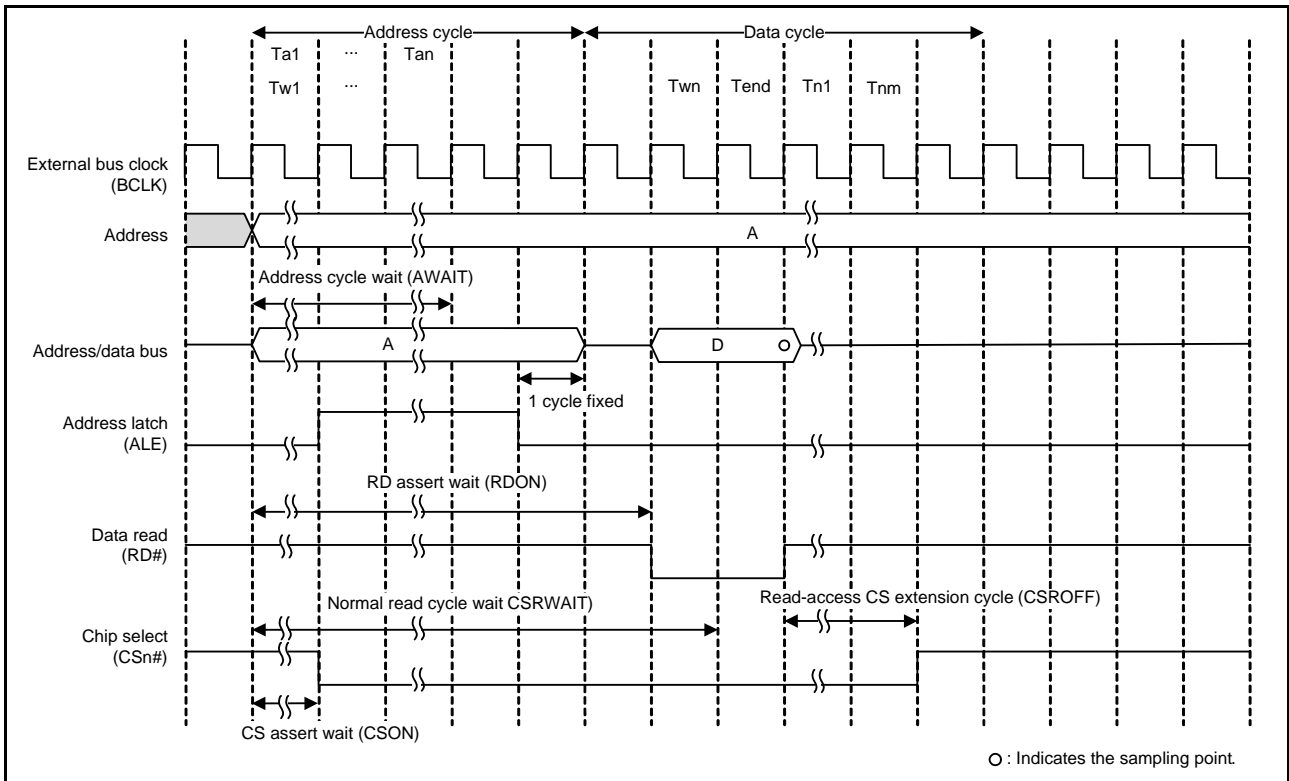 Address cycle
Data cycle
Ta1 ... Tan
Tw1 ... Twn Tend Tn1 Tnm
External bus clock
(BCLK)
Address
A
Address cycle wait (AWAIT)
Address/data bus
A
D
1 cycle fixed
Address latch
(ALE)
RD assert wait (RDON)
Data read
(RD#)
Normal read cycle wait CSRWAIT)
Read-access CS extension cycle (CSROFF)
Chip select
(CSn#)
CS assert wait (CSON)
: Indicates the sampling point.